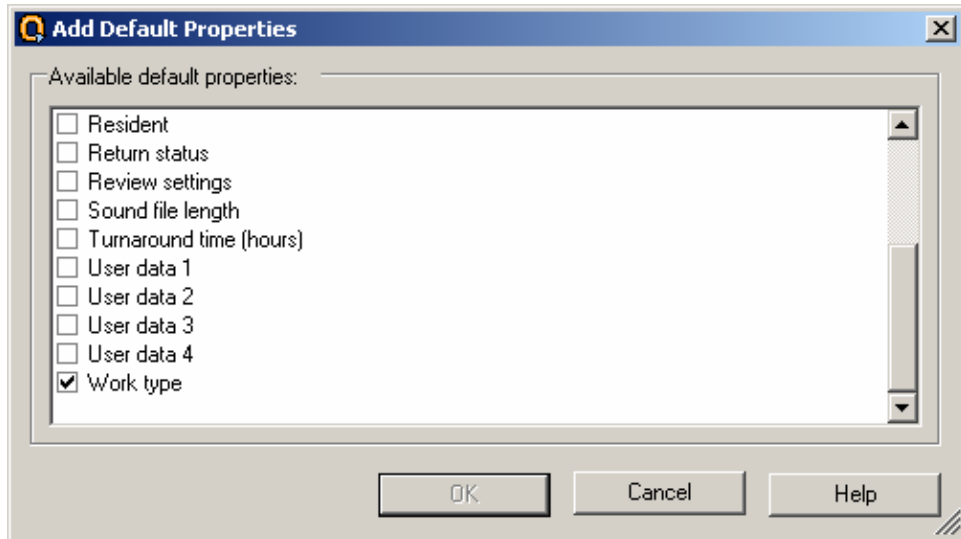 Add Default Properties
Available default properties:
Resident
Return status
Review settings
Sound file length
Turnaround time (hours)
User data 1
User data 2
User data 3
User data 4
Work type
OK Cancel Help